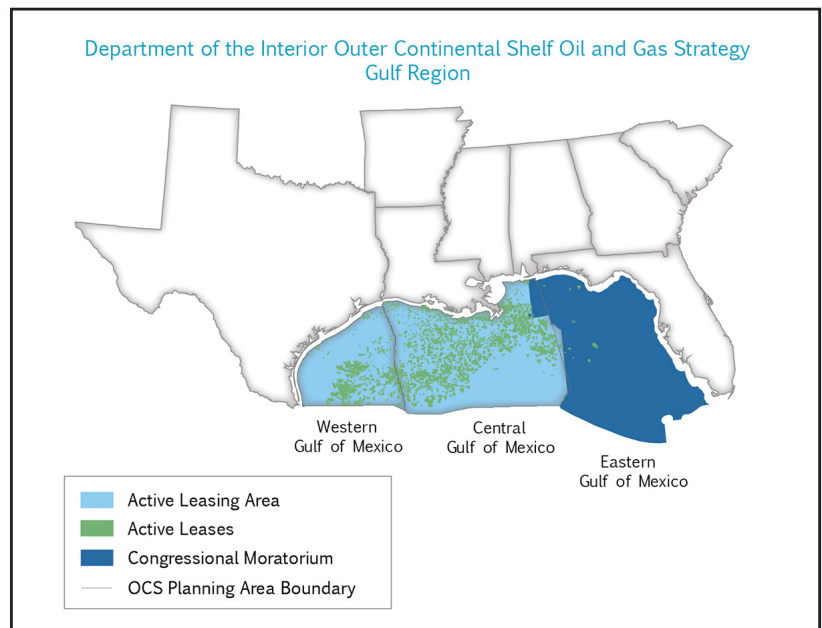 Department of the Interior Outer Continental Shelf Oil and Gas Strategy
Gulf Region
Western
Gulf of Mexico
Central
Gulf of Mexico
Eastern
Gulf of Mexico
Active Leasing Area
Active Leases
Congressional Moratorium
OCS Planning Area Boundary